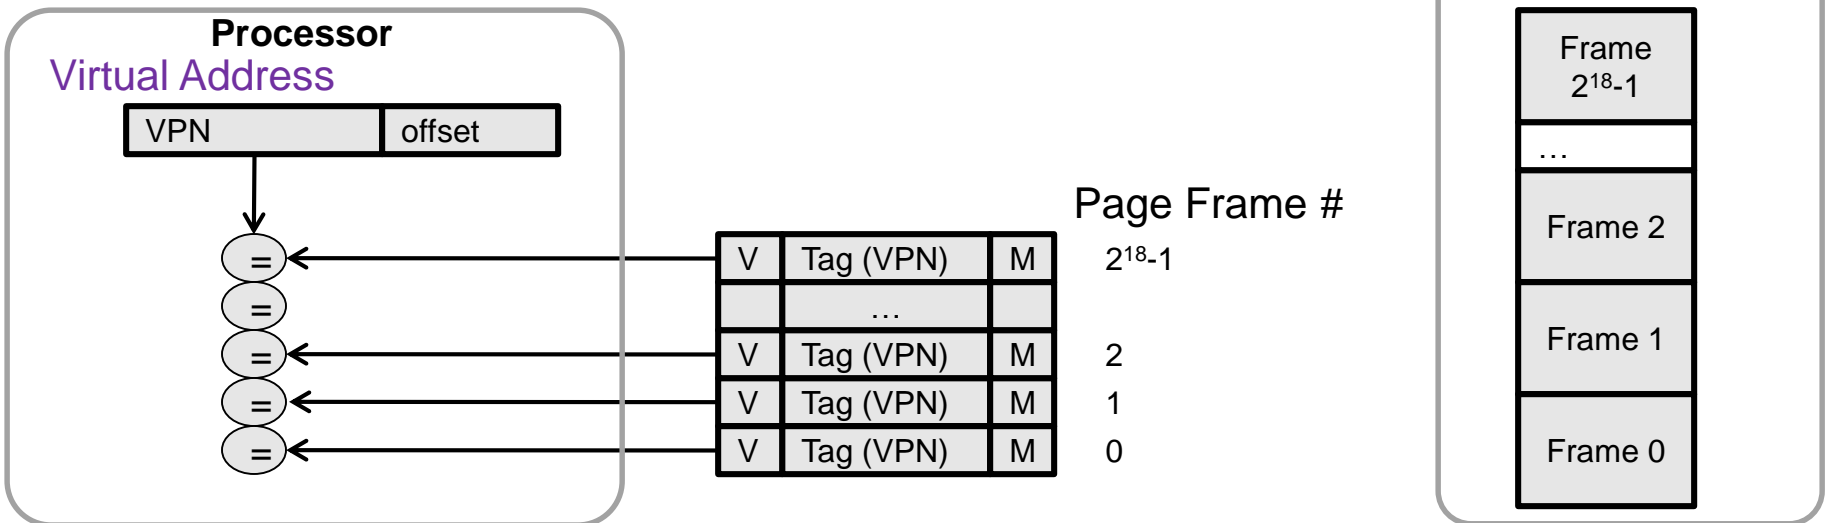 Processor
Virtual Address
VPN offset
=
=
=
=
=
Page Frame #
V Tag (VPN) M 2¹⁸-1
…
V Tag (VPN) M 2
V Tag (VPN) M 1
V Tag (VPN) M 0
Frame
2¹⁸-1
…
Frame 2
Frame 1
Frame 0